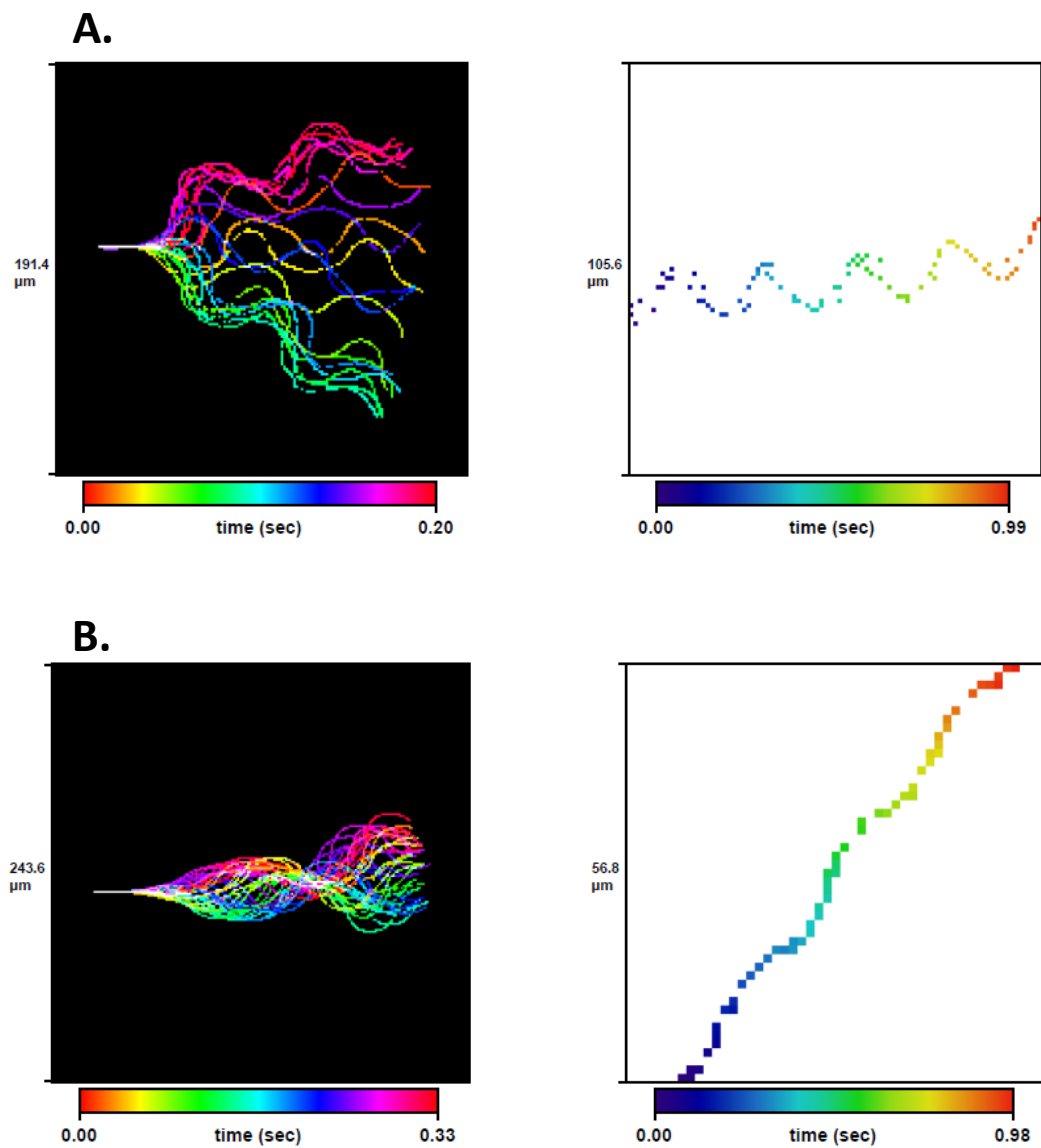 A.
191.4
µm
0.00 time (sec) 0.20
105.6
µm
0.00 time (sec) 0.99
B.
243.6
µm
0.00 time (sec) 0.33
56.8
µm
0.00 time (sec) 0.98